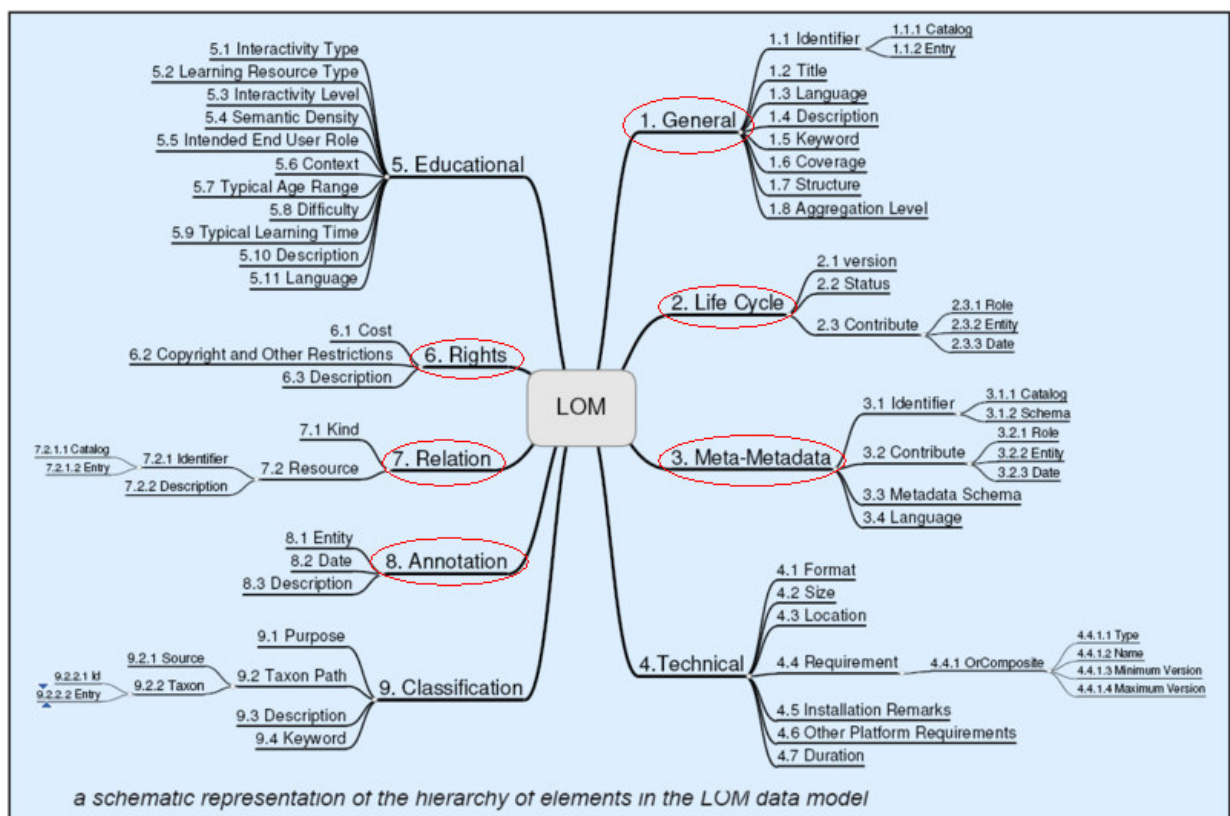 LOM
1. General
1.1 Identifier
1.1.1 Catalog
1.1.2 Entry
1.2 Title
1.3 Language
1.4 Description
1.5 Keyword
1.6 Coverage
1.7 Structure
1.8 Aggregation Level
2. Life Cycle
2.1 version
2.2 Status
2.3 Contribute
2.3.1 Role
2.3.2 Entity
2.3.3 Date
3. Meta-Metadata
3.1 Identifier
3.1.1 Catalog
3.1.2 Schema
3.2 Contribute
3.2.1 Role
3.2.2 Entity
3.2.3 Date
3.3 Metadata Schema
3.4 Language
4.Technical
4.1 Format
4.2 Size
4.3 Location
4.4 Requirement
4.4.1 OrComposite
4.4.1.1 Type
4.4.1.2 Name
4.4.1.3 Minimum Version
4.4.1.4 Maximum Version
4.5 Installation Remarks
4.6 Other Platform Requirements
4.7 Duration
5. Educational
5.1 Interactivity Type
5.2 Learning Resource Type
5.3 Interactivity Level
5.4 Semantic Density
5.5 Intended End User Role
5.6 Context
5.7 Typical Age Range
5.8 Difficulty
5.9 Typical Learning Time
5.10 Description
5.11 Language
6. Rights
6.1 Cost
6.2 Copyright and Other Restrictions
6.3 Description
7. Relation
7.1 Kind
7.2 Resource
7.2.1 Identifier
7.2.1.1 Catalog
7.2.1.2 Entry
7.2.2 Description
8. Annotation
8.1 Entity
8.2 Date
8.3 Description
9. Classification
9.1 Purpose
9.2 Taxon Path
9.2.1 Source
9.2.2 Taxon
9.2.2.1 Id
9.2.2.2 Entry
9.3 Description
9.4 Keyword
a schematic representation of the hierarchy of elements in the LOM data model